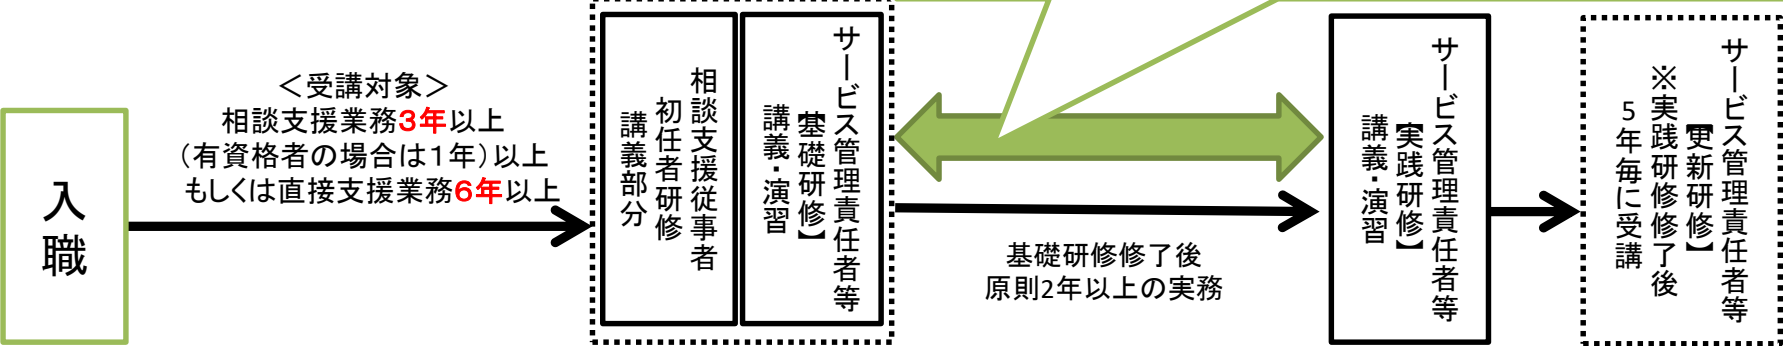 入
職
＜受講対象＞
相談支援業務3年以上
（有資格者の場合は１年）以上
もしくは直接支援業務６年以上
相談支援従事者
初任者研修
講義部分
サービス管理責任者等
【基礎研修】
講義・演習
基礎研修修了後
原則2年以上の実務
サービス管理責任者等
【実践研修】
講義・演習
サービス管理責任者等
【更新研修】
※実践研修修了後
５年毎に受講